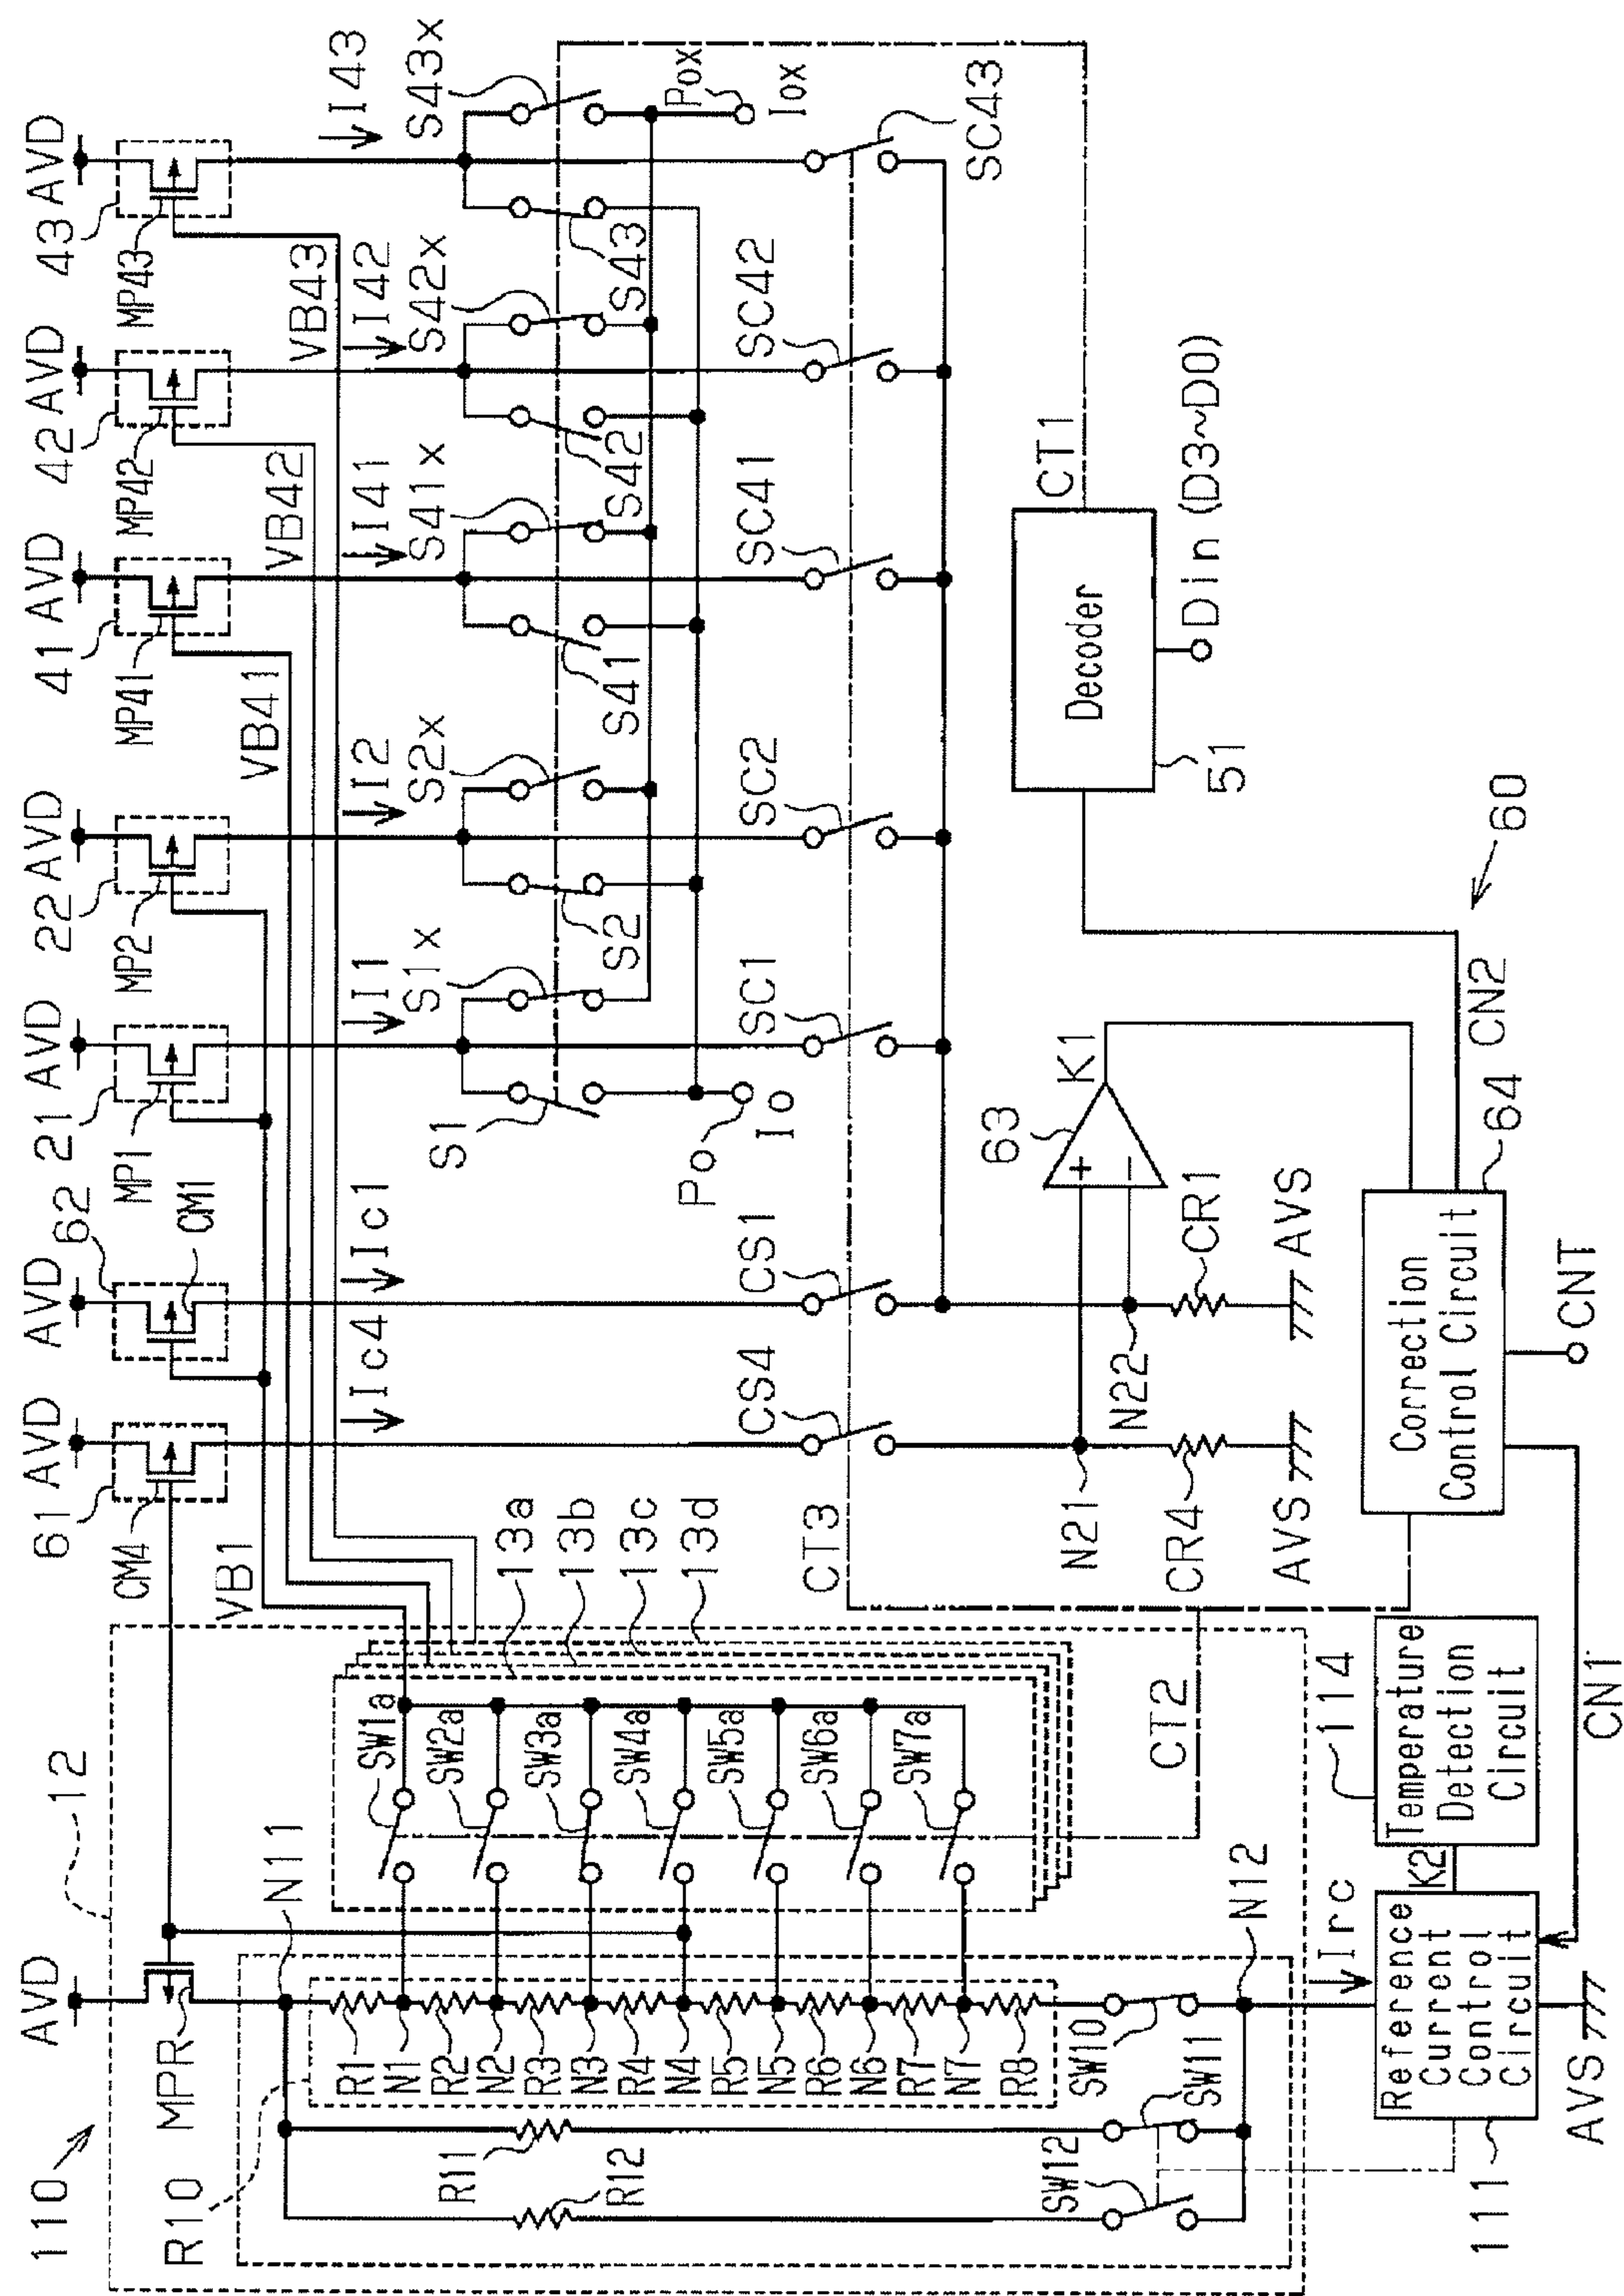 110
12
AVD
61 AVD
AVD
62
21 AVD
22 AVD
41 AVD
42 AVD
43 AVD
MPR
CM4
CM1
MP1
MP2
MP41
MP42
MP43
VB1
VB41
VB42
VB43
Ic4
Ic1
I1
I2
I41
I42
I43
R10
N11
13a
13b
13c
13d
S1
S1x
S2
S2x
S41
S41x
S42
S42x
S43
S43x
Po
Io
Pox
Iox
R1
N1
R2
N2
R3
N3
R4
N4
R5
N5
R6
N6
R7
N7
R8
SW1a
SW2a
SW3a
SW4a
SW5a
SW6a
SW7a
R11
R12
SW10
SW11
SW12
N12
CT2
CT3
CS4
CS1
SC1
SC2
SC41
SC42
SC43
CT1
N21
N22
CR4
CR1
AVS
AVS
63
+
−
K1
Decoder
51
Din (D3~D0)
60
Irc
Reference
Current
Control
Circuit
111
AVS
K2
Temperature
Detection
Circuit
114
CN1
Correction
Control Circuit
64
CN2
CNT